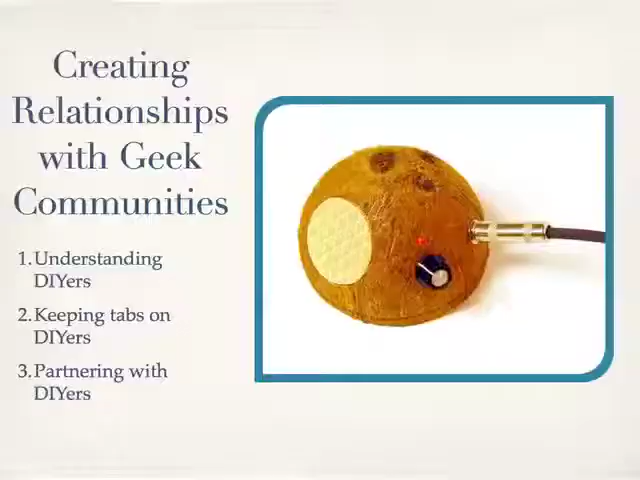 Creating
Relationships
with Geek
Communities
1. Understanding
DIYers
2. Keeping tabs on
DIYers
3. Partnering with
DIYers